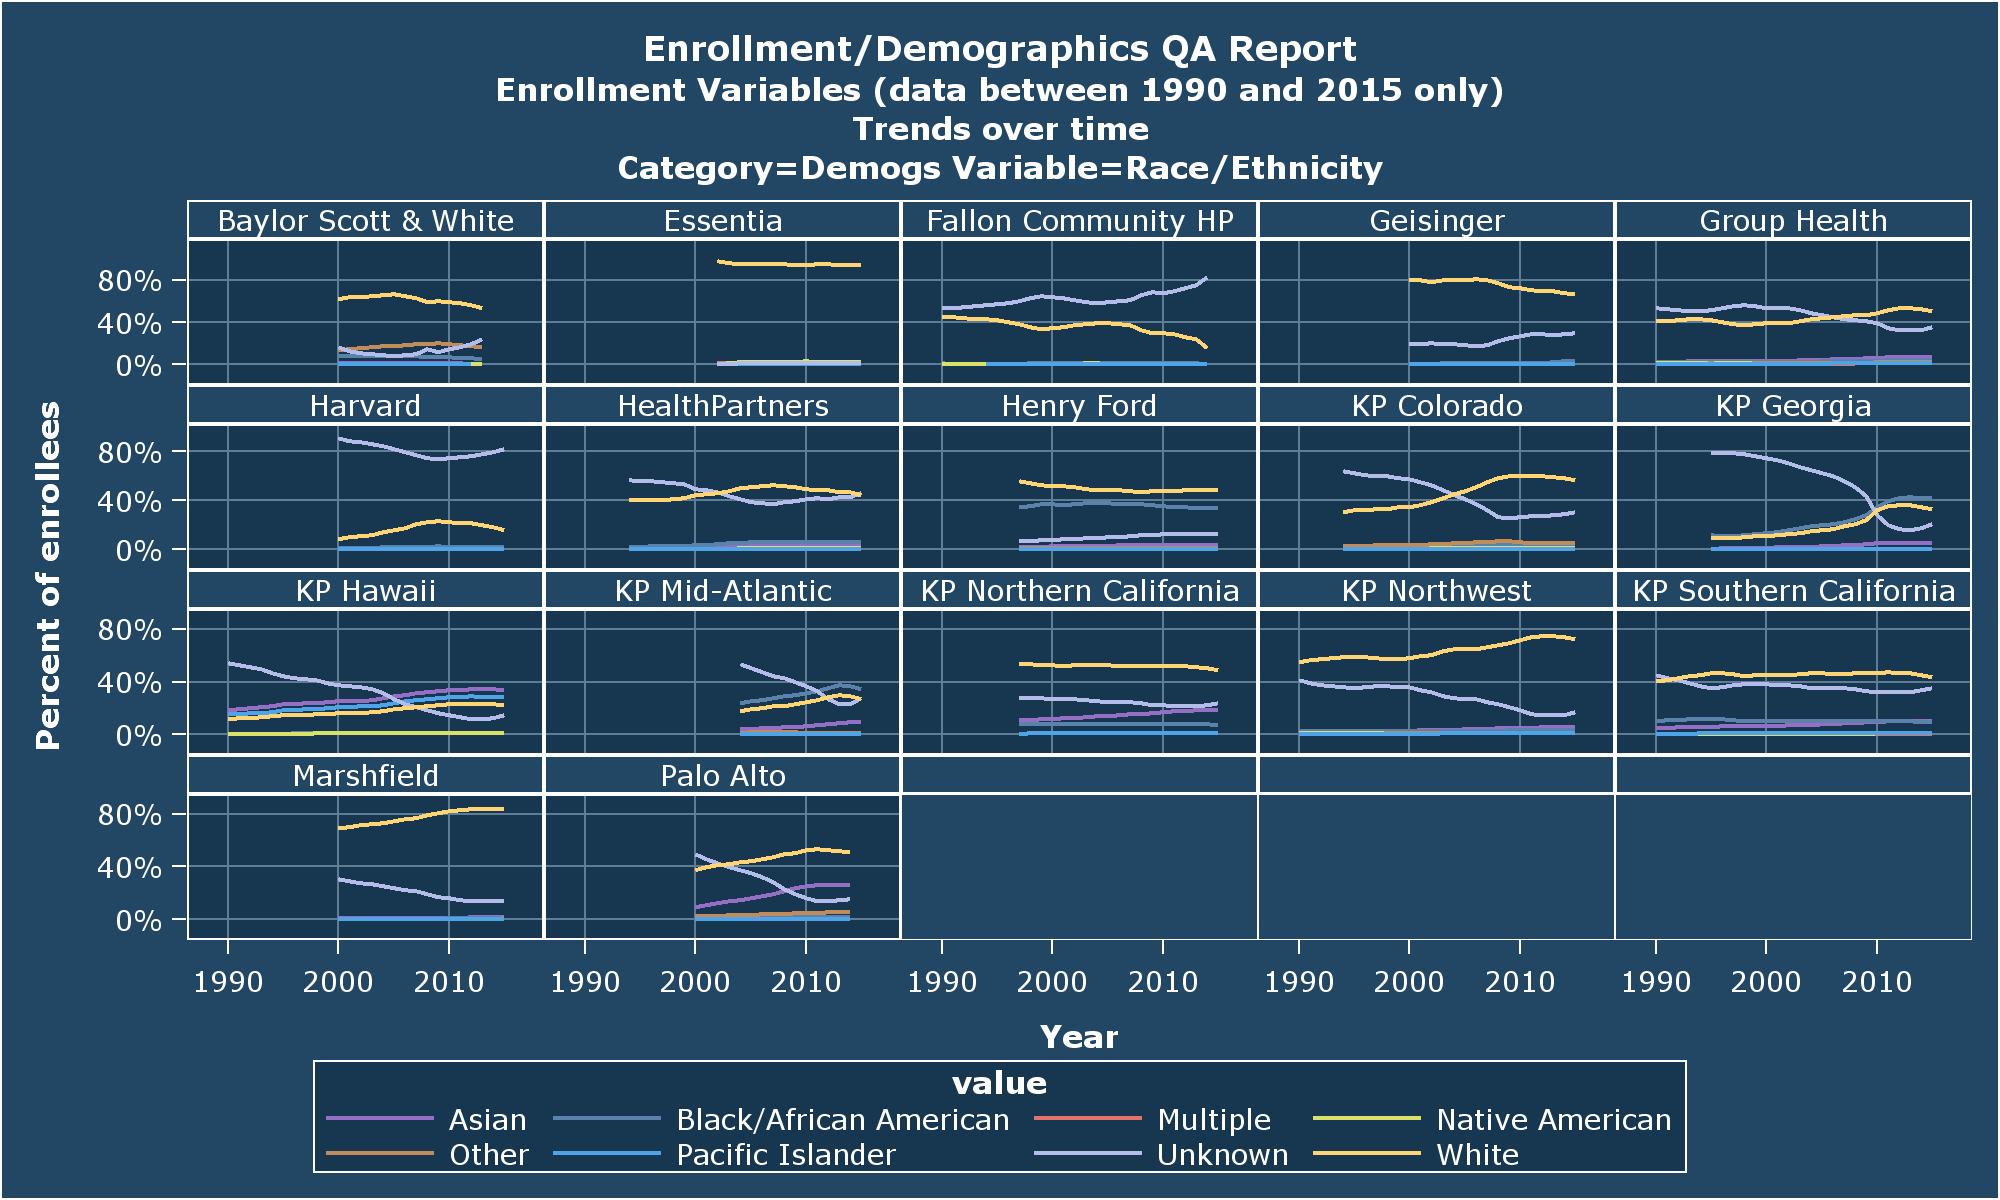 Enrollment/Demographics QA Report
Enrollment Variables (data between 1990 and 2015 only)
Trends over time
Category=Demogs Variable=Race/Ethnicity
Baylor Scott & White Essentia Fallon Community HP Geisinger Group Health
80%
40%
0%
Harvard HealthPartners Henry Ford KP Colorado KP Georgia
80%
40%
0%
Percent of enrollees
KP Hawaii KP Mid-Atlantic KP Northern California KP Northwest KP Southern California
80%
40%
0%
Marshfield Palo Alto
80%
40%
0%
1990 2000 2010 1990 2000 2010 1990 2000 2010 1990 2000 2010 1990 2000 2010
Year
value
Asian Black/African American Multiple Native American
Other Pacific Islander Unknown White